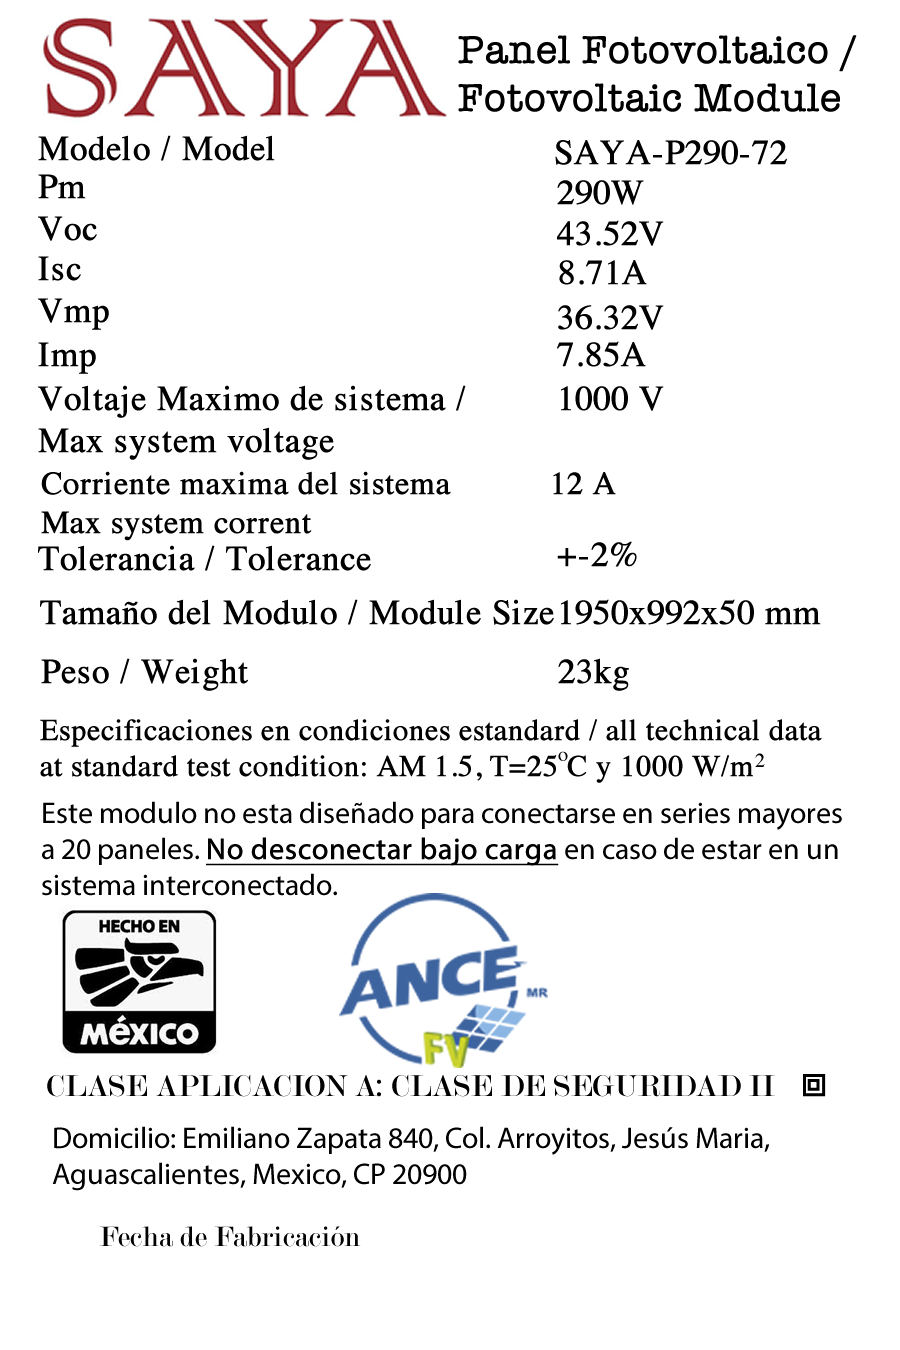 SAYA
Panel Fotovoltaico /
Fotovoltaic Module
Modelo / Model SAYA-P290-72
Pm 290W
Voc 43.52V
Isc 8.71A
Vmp 36.32V
Imp 7.85A
Voltaje Maximo de sistema / 1000 V
Max system voltage
Corriente maxima del sistema 12 A
Max system corrent
Tolerancia / Tolerance +-2%
Tamaño del Modulo / Module Size 1950x992x50 mm
Peso / Weight 23kg
Especificaciones en condiciones estandard / all technical data
at standard test condition: AM 1.5, T=25°C y 1000 W/m²
Este modulo no esta diseñado para conectarse en series mayores
a 20 paneles. No desconectar bajo carga en caso de estar en un
sistema interconectado.
HECHO EN
MéXICO
ANCE MR
FV
CLASE APLICACION A: CLASE DE SEGURIDAD II
Domicilio: Emiliano Zapata 840, Col. Arroyitos, Jesús Maria,
Aguascalientes, Mexico, CP 20900
Fecha de Fabricación